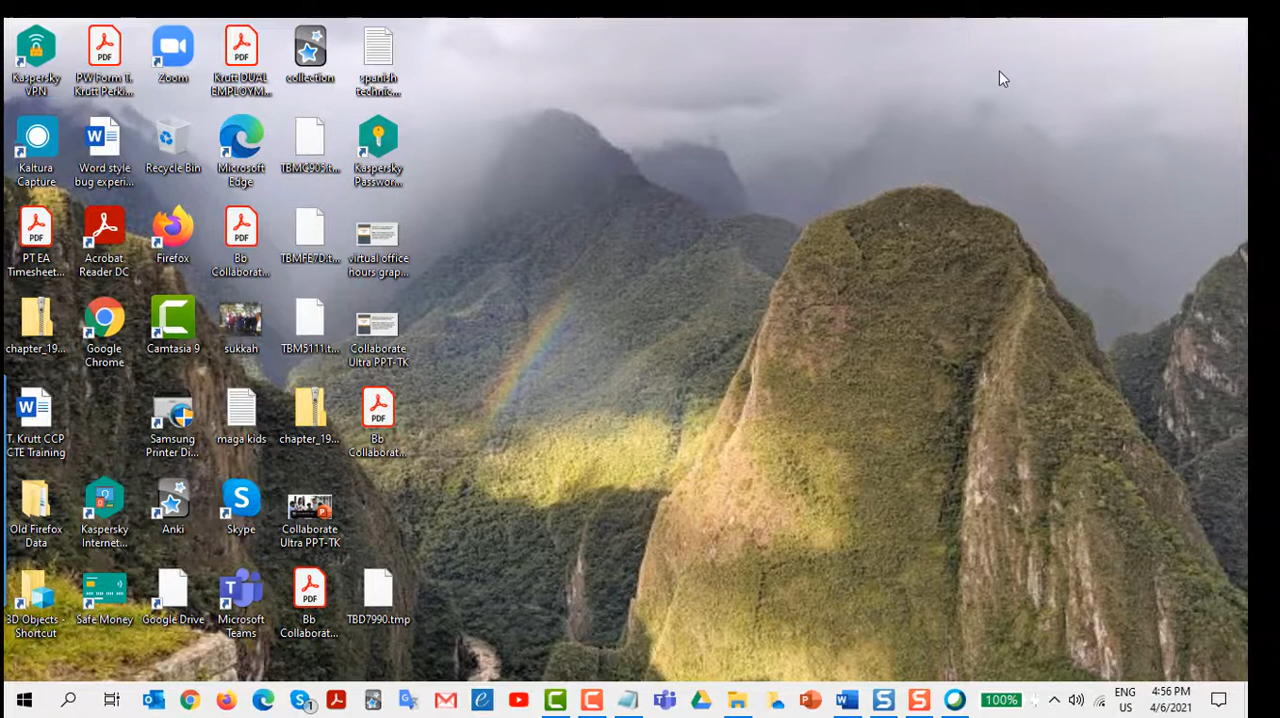 Kaspersky
VPN
PW Form T.
Krutt Perki...
Zoom
Krutt DUAL
EMPLOYM...
collection
spanish
technic...
Kaltura
Capture
Word style
bug experi...
Recycle Bin
Microsoft
Edge
TBMC905.t...
Kaspersky
Passwor...
PT EA
Timesheet...
Acrobat
Reader DC
Firefox
Bb
Collaborat...
TBMFE7D.t...
virtual office
hours grap...
chapter_19...
Google
Chrome
Camtasia 9
sukkah
TBM5111.t...
Collaborate
Ultra PPT-TK
T. Krutt CCP
CTE Training
Samsung
Printer Di...
maga kids
chapter_19...
Bb
Collaborat...
Old Firefox
Data
Kaspersky
Internet...
Anki
Skype
Collaborate
Ultra PPT-TK
3D Objects -
Shortcut
Safe Money
Google Drive
Microsoft
Teams
Bb
Collaborat...
TBD7990.tmp
100%
ENG
US
4:56 PM
4/6/2021